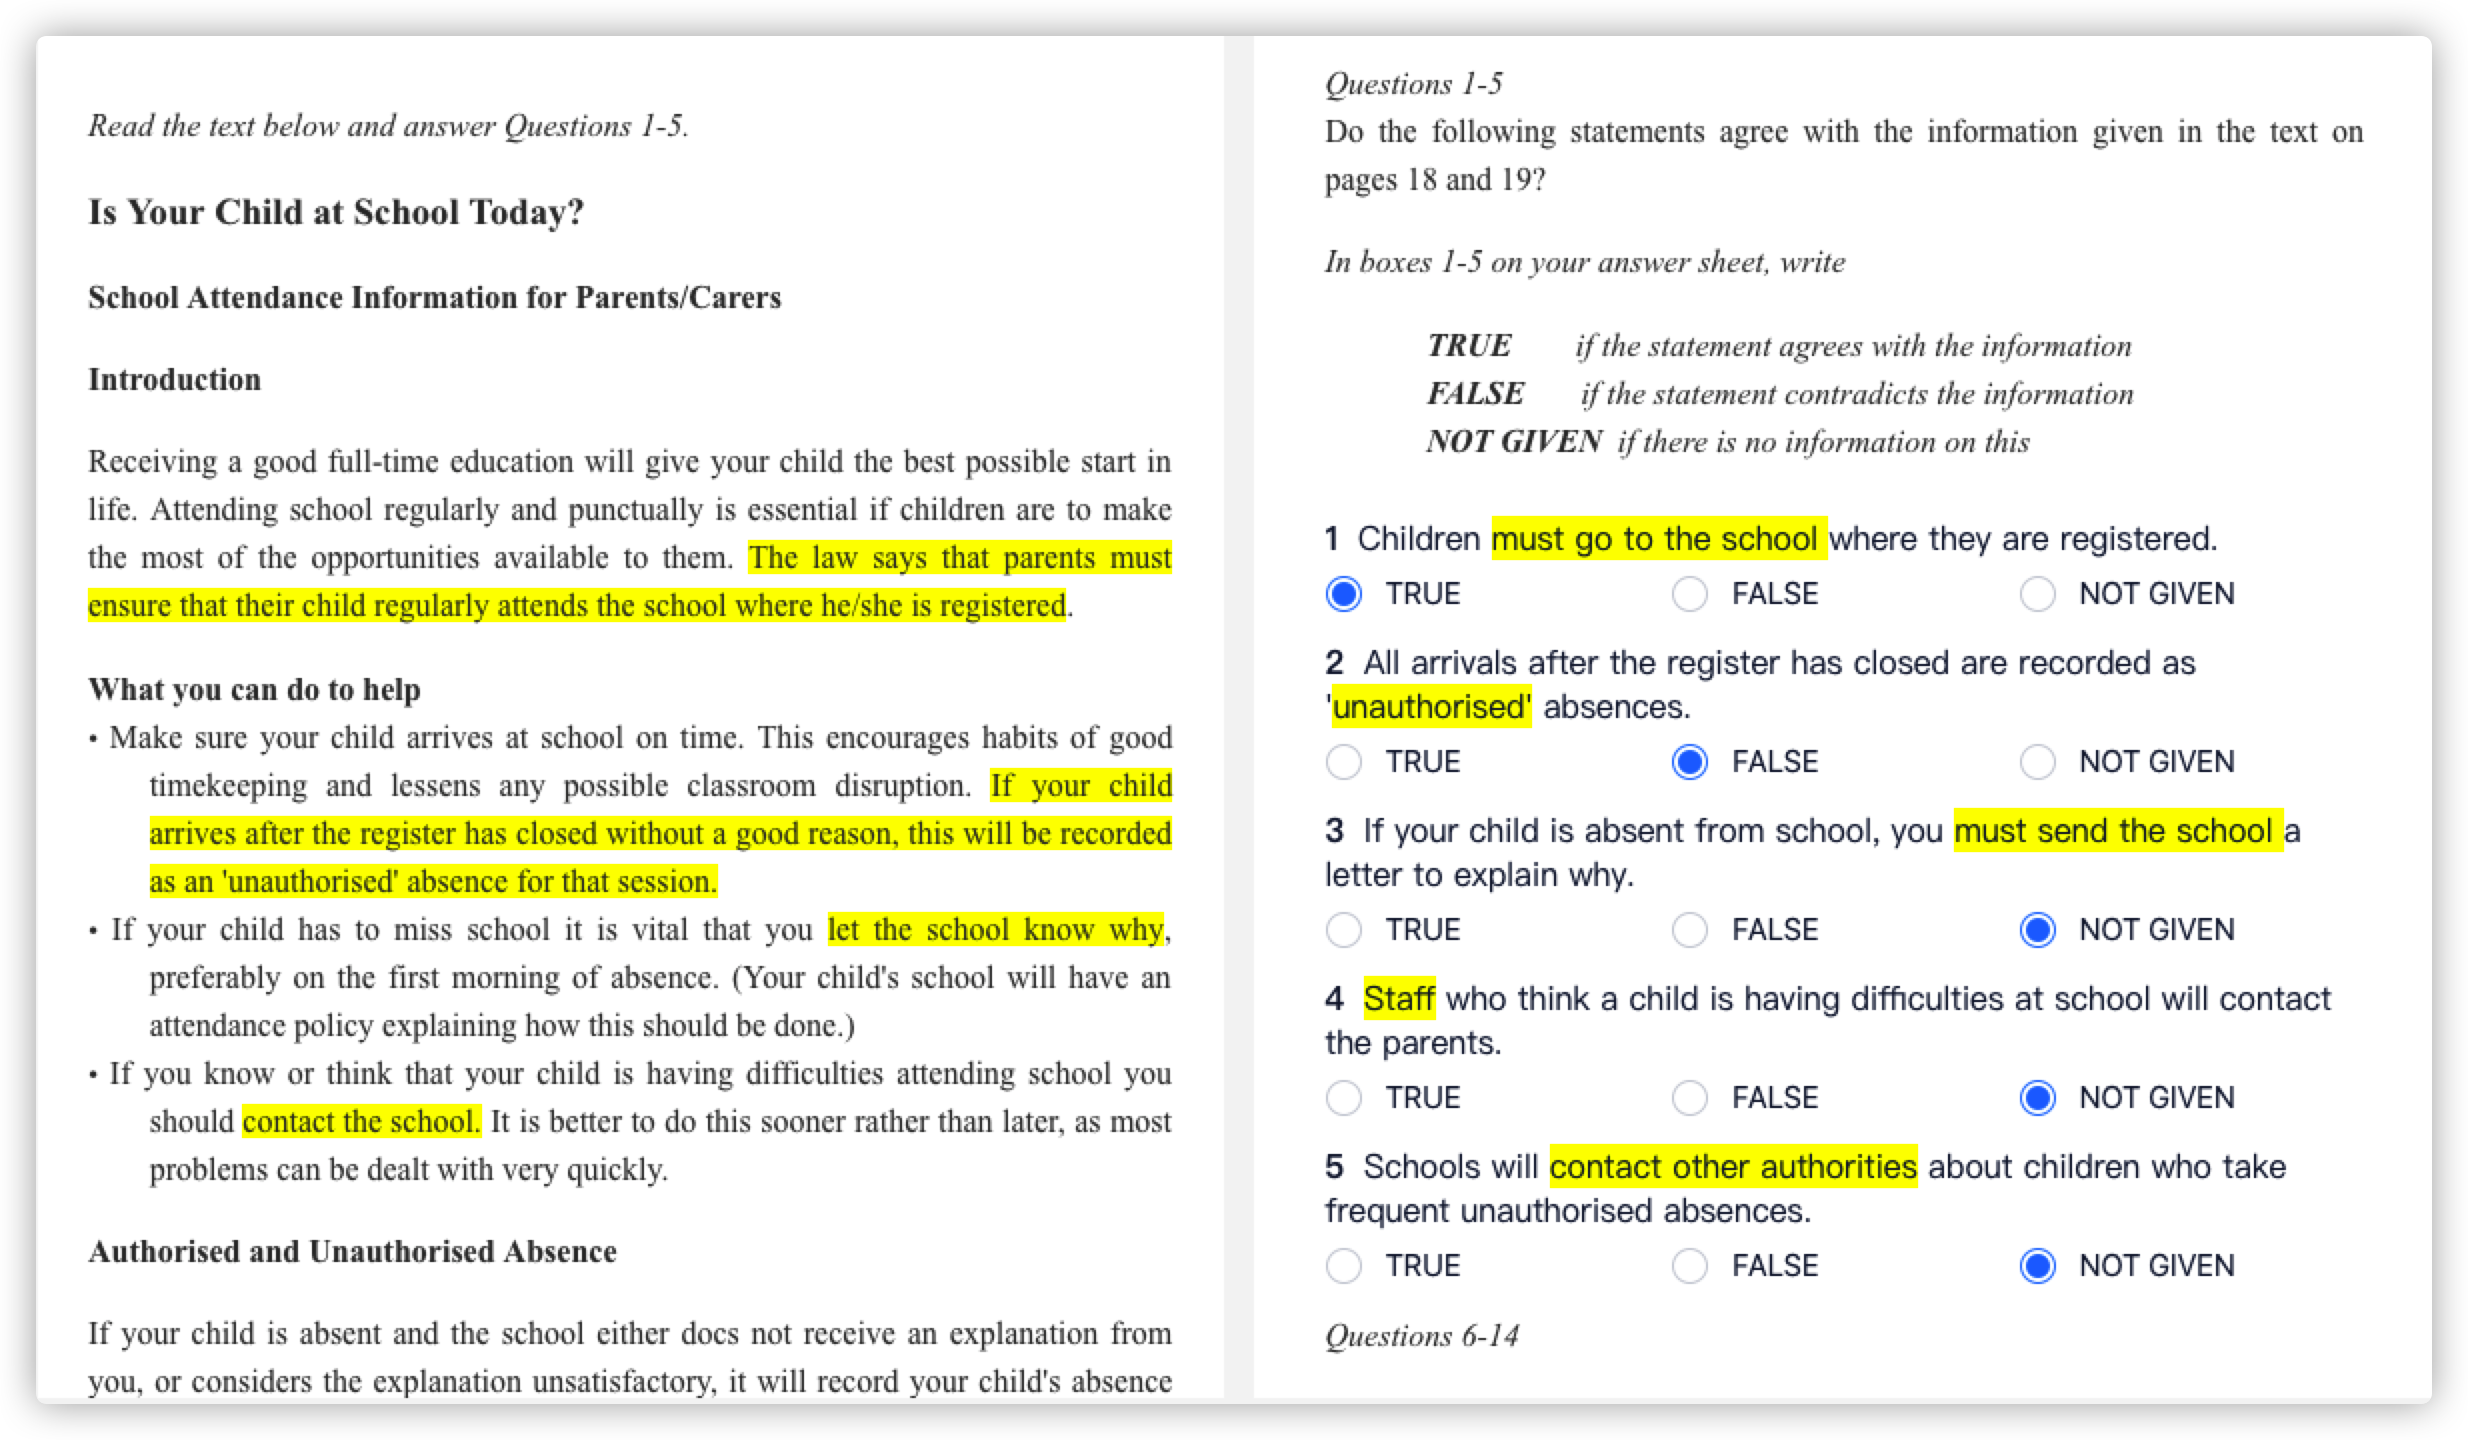 Read the text below and answer Questions 1-5.
Is Your Child at School Today?
School Attendance Information for Parents/Carers
Introduction
Receiving a good full-time education will give your child the best possible start in
life. Attending school regularly and punctually is essential if children are to make
the most of the opportunities available to them. The law says that parents must
ensure that their child regularly attends the school where he/she is registered.
What you can do to help
• Make sure your child arrives at school on time. This encourages habits of good
timekeeping and lessens any possible classroom disruption. If your child
arrives after the register has closed without a good reason, this will be recorded
as an 'unauthorised' absence for that session.
• If your child has to miss school it is vital that you let the school know why,
preferably on the first morning of absence. (Your child's school will have an
attendance policy explaining how this should be done.)
• If you know or think that your child is having difficulties attending school you
should contact the school. It is better to do this sooner rather than later, as most
problems can be dealt with very quickly.
Authorised and Unauthorised Absence
If your child is absent and the school either docs not receive an explanation from
you, or considers the explanation unsatisfactory, it will record your child's absence
Questions 1-5
Do the following statements agree with the information given in the text on
pages 18 and 19?
In boxes 1-5 on your answer sheet, write
TRUE if the statement agrees with the information
FALSE if the statement contradicts the information
NOT GIVEN if there is no information on this
1 Children must go to the school where they are registered.
TRUE FALSE NOT GIVEN
2 All arrivals after the register has closed are recorded as
'unauthorised' absences.
TRUE FALSE NOT GIVEN
3 If your child is absent from school, you must send the school a
letter to explain why.
TRUE FALSE NOT GIVEN
4 Staff who think a child is having difficulties at school will contact
the parents.
TRUE FALSE NOT GIVEN
5 Schools will contact other authorities about children who take
frequent unauthorised absences.
TRUE FALSE NOT GIVEN
Questions 6-14